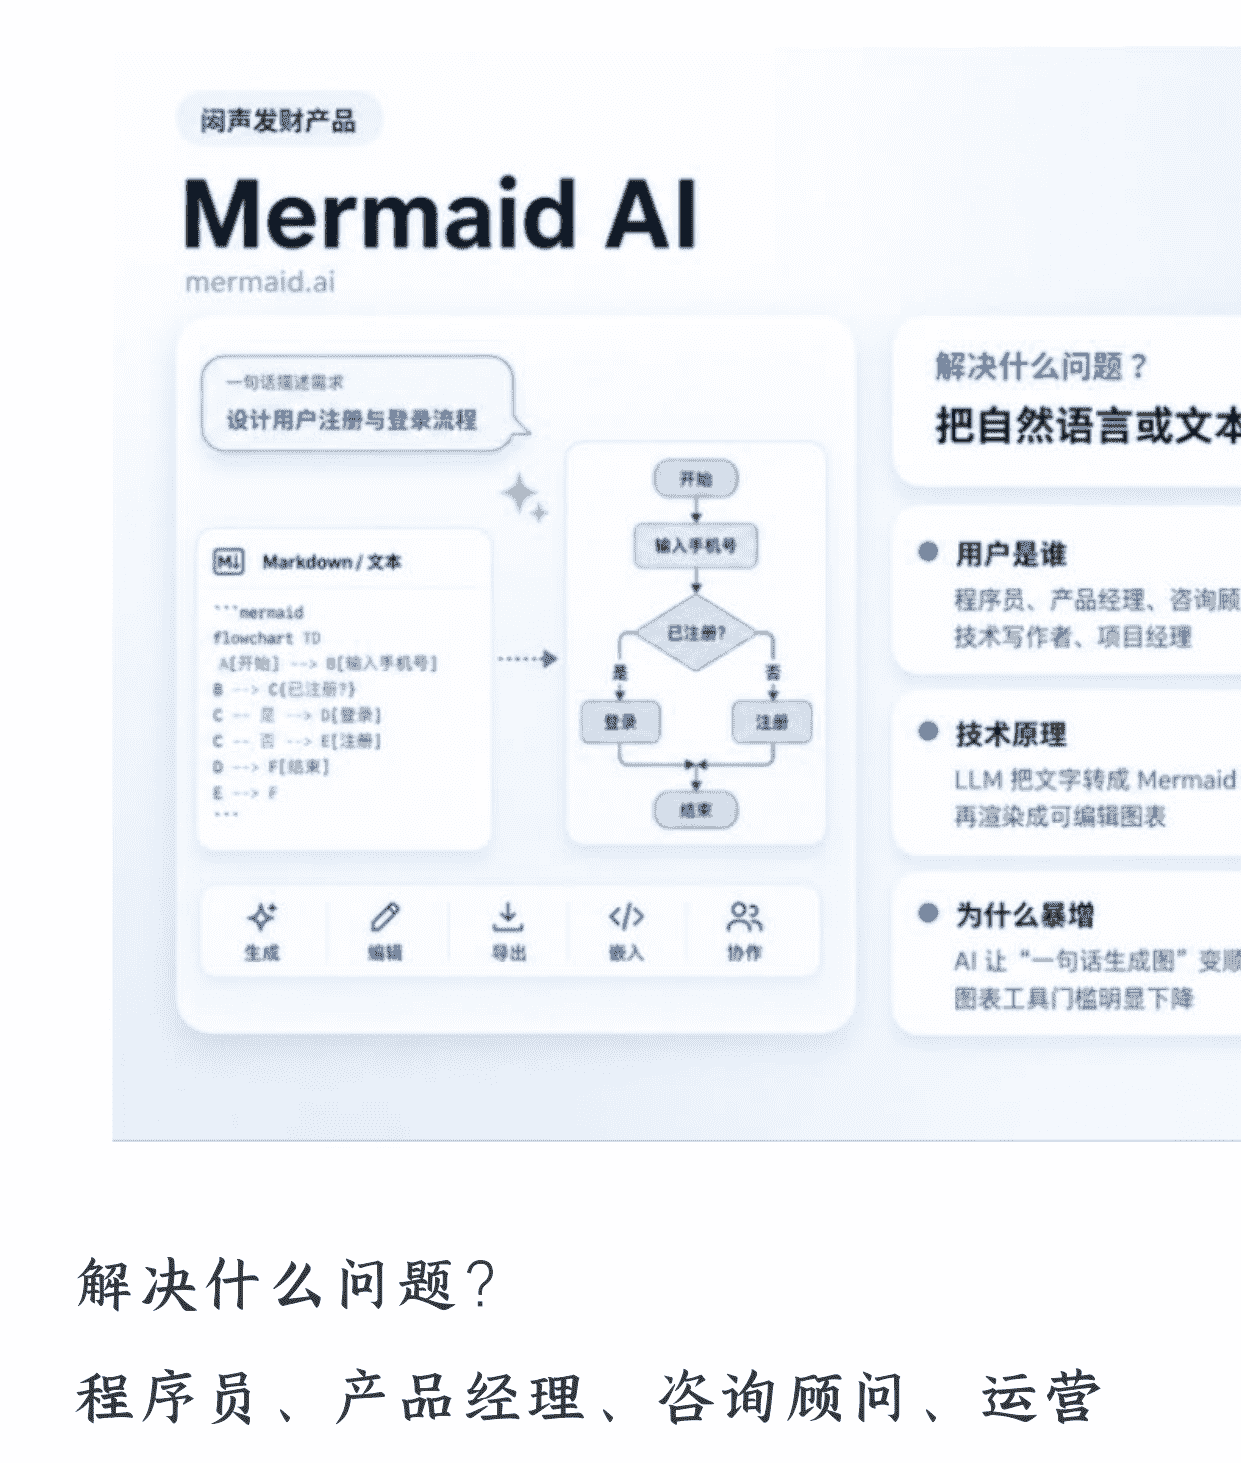 闷声发财产品
Mermaid AI
mermaid.ai
一句话描述需求
设计用户注册与登录流程
Markdown / 文本
```mermaid
flowchart TD
A[开始] --> B[输入手机号]
B --> C{已注册?}
C -- 是 --> D[登录]
C -- 否 --> E[注册]
D --> F[结束]
E --> F
```
开始
输入手机号
已注册?
是
否
登录
注册
结束
生成
编辑
导出
嵌入
协作
解决什么问题？
把自然语言或文本
用户是谁
程序员、产品经理、咨询顾
技术写作者、项目经理
技术原理
LLM 把文字转成 Mermaid
再渲染成可编辑图表
为什么暴增
AI 让“一句话生成图”变顺
图表工具门槛明显下降
解决什么问题?
程序员、产品经理、咨询顾问、运营